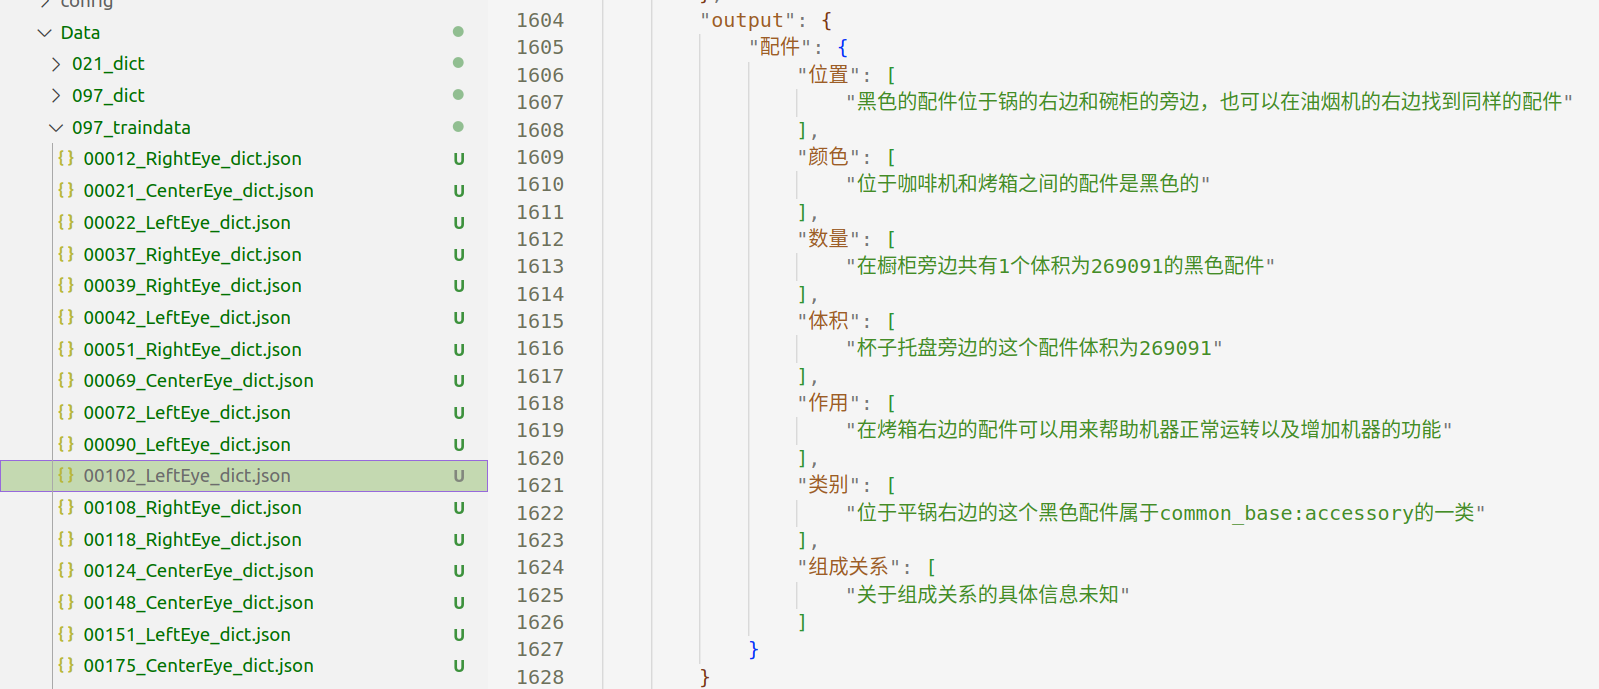 config
Data
021_dict
097_dict
097_traindata
{} 00012_RightEye_dict.json U
{} 00021_CenterEye_dict.json U
{} 00022_LeftEye_dict.json U
{} 00037_RightEye_dict.json U
{} 00039_RightEye_dict.json U
{} 00042_LeftEye_dict.json U
{} 00051_RightEye_dict.json U
{} 00069_CenterEye_dict.json U
{} 00072_LeftEye_dict.json U
{} 00090_LeftEye_dict.json U
{} 00102_LeftEye_dict.json U
{} 00108_RightEye_dict.json U
{} 00118_RightEye_dict.json U
{} 00124_CenterEye_dict.json U
{} 00148_CenterEye_dict.json U
{} 00151_LeftEye_dict.json U
{} 00175_CenterEye_dict.json U
1604 "output": {
1605 "配件": {
1606 "位置": [
1607 "黑色的配件位于锅的右边和碗柜的旁边，也可以在油烟机的右边找到同样的配件"
1608 ],
1609 "颜色": [
1610 "位于咖啡机和烤箱之间的配件是黑色的"
1611 ],
1612 "数量": [
1613 "在橱柜旁边共有1个体积为269091的黑色配件"
1614 ],
1615 "体积": [
1616 "杯子托盘旁边的这个配件体积为269091"
1617 ],
1618 "作用": [
1619 "在烤箱右边的配件可以用来帮助机器正常运转以及增加机器的功能"
1620 ],
1621 "类别": [
1622 "位于平锅右边的这个黑色配件属于common_base:accessory的一类"
1623 ],
1624 "组成关系": [
1625 "关于组成关系的具体信息未知"
1626 ]
1627 }
1628 }